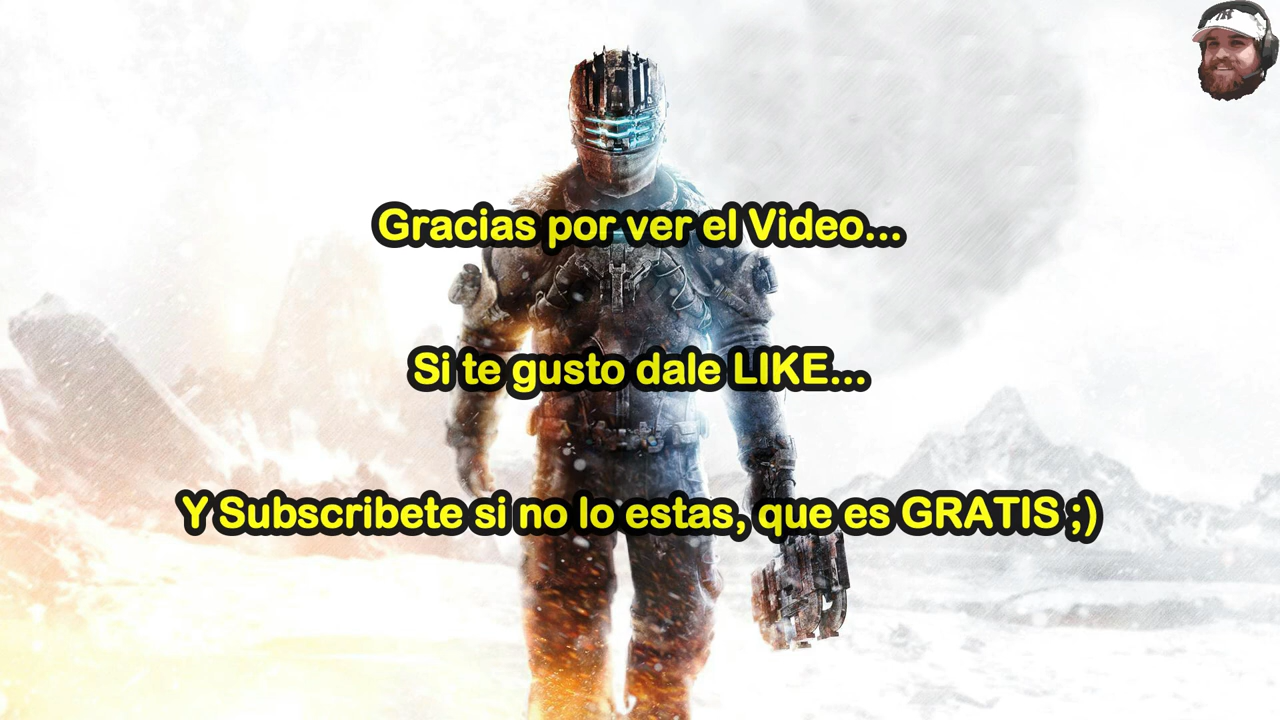 Gracias por ver el Video...
Si te gusto dale LIKE...
Y Subscribete si no lo estas, que es GRATIS ;)